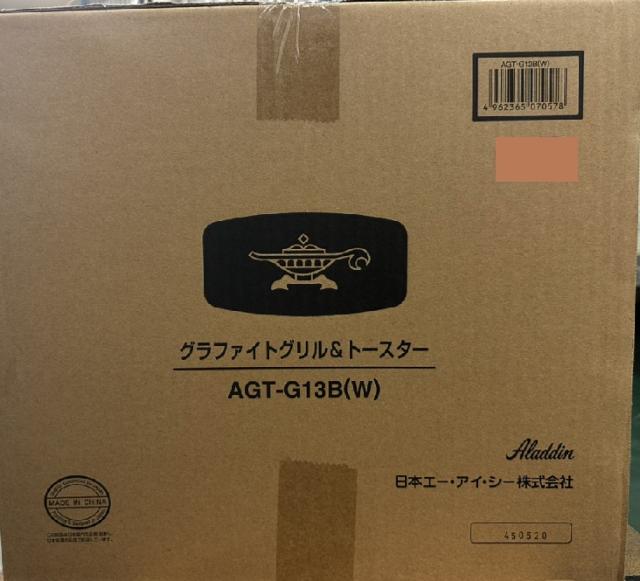 AGT-G13B(W)
4 962365 070578
グラファイトグリル&トースター
AGT-G13B(W)
Aladdin
日本エー・アイ・シー株式会社
MADE IN CHINA
450520